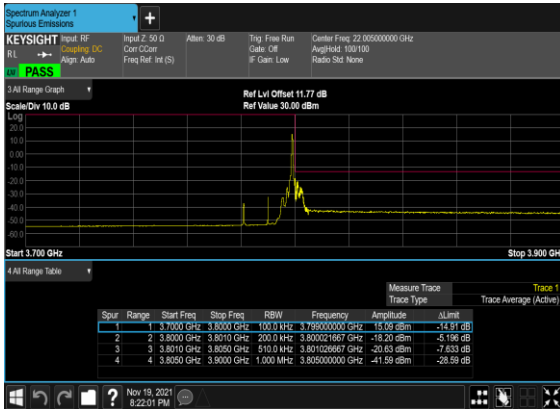 Spectrum Analyzer 1
Spurious Emissions
KEYSIGHT Input: RF Input Z: 50 Ω Atten: 30 dB Trig: Free Run Center Freq: 22.005000000 GHz
RL Coupling: DC Corr CCorr Gate: Off Avg|Hold: 100/100
Align: Auto Freq Ref: Int (S) IF Gain: Low Radio Std: None
PASS
3 All Range Graph
Ref Lvl Offset 11.77 dB
Scale/Div 10.0 dB Ref Value 30.00 dBm
Log
20.0
10.0
0.00
-10.0
-20.0
-30.0
-40.0
-50.0
-60.0
Start 3.700 GHz Stop 3.900 GH
4 All Range Table
Measure Trace Trace 1
Trace Type Trace Average (Active)
Spur Range Start Freq Stop Freq RBW Frequency Amplitude ΔLimit
1 1 3.7000 GHz 3.8000 GHz 100.0 kHz 3.799000000 GHz 15.09 dBm -14.91 dB
2 2 3.8000 GHz 3.8010 GHz 200.0 kHz 3.800021667 GHz -18.20 dBm -5.196 dB
3 3 3.8010 GHz 3.8050 GHz 510.0 kHz 3.801026667 GHz -20.63 dBm -7.633 dB
4 4 3.8050 GHz 3.9000 GHz 1.000 MHz 3.805000000 GHz -41.59 dBm -28.59 dB
Nov 19, 2021
8:22:01 PM